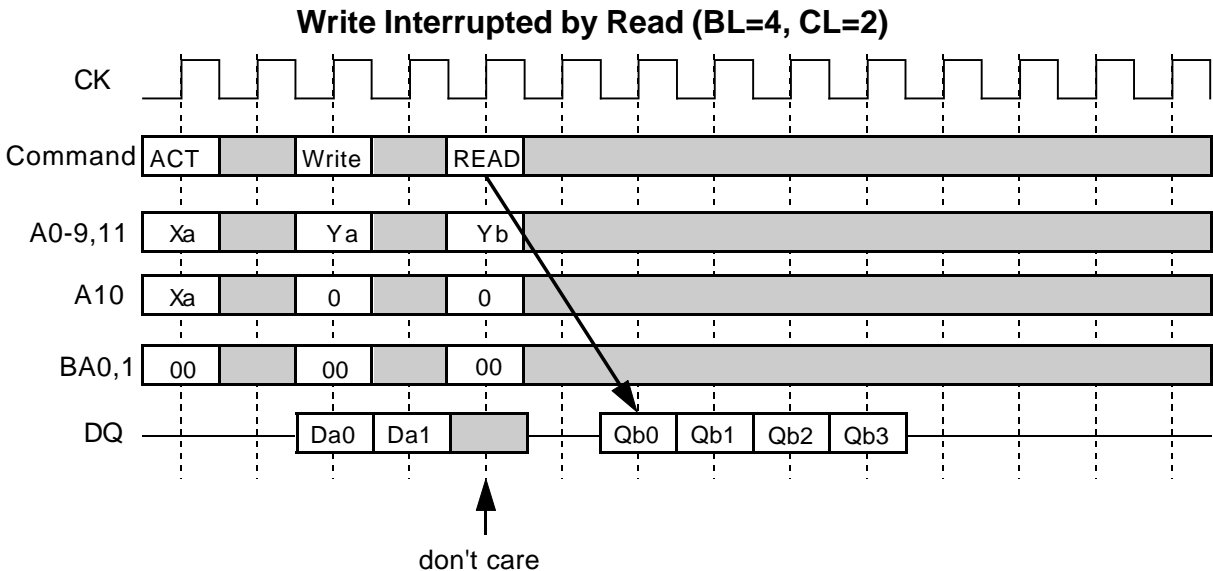 Write Interrupted by Read (BL=4, CL=2)
CK
Command ACT Write READ
A0-9,11 Xa Ya Yb
A10 Xa 0 0
BA0,1 00 00 00
DQ Da0 Da1 Qb0 Qb1 Qb2 Qb3
don't care